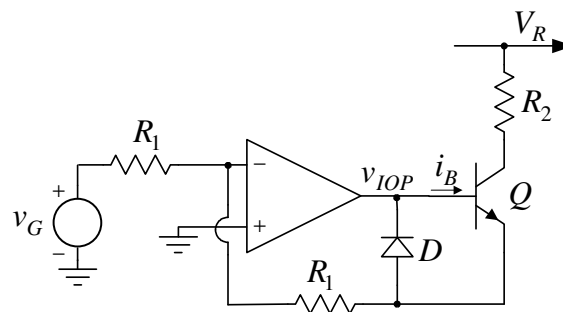 V_R
R_2
R_1
−
v_IOP
i_B
Q
+
v_G
+
−
D
R_1